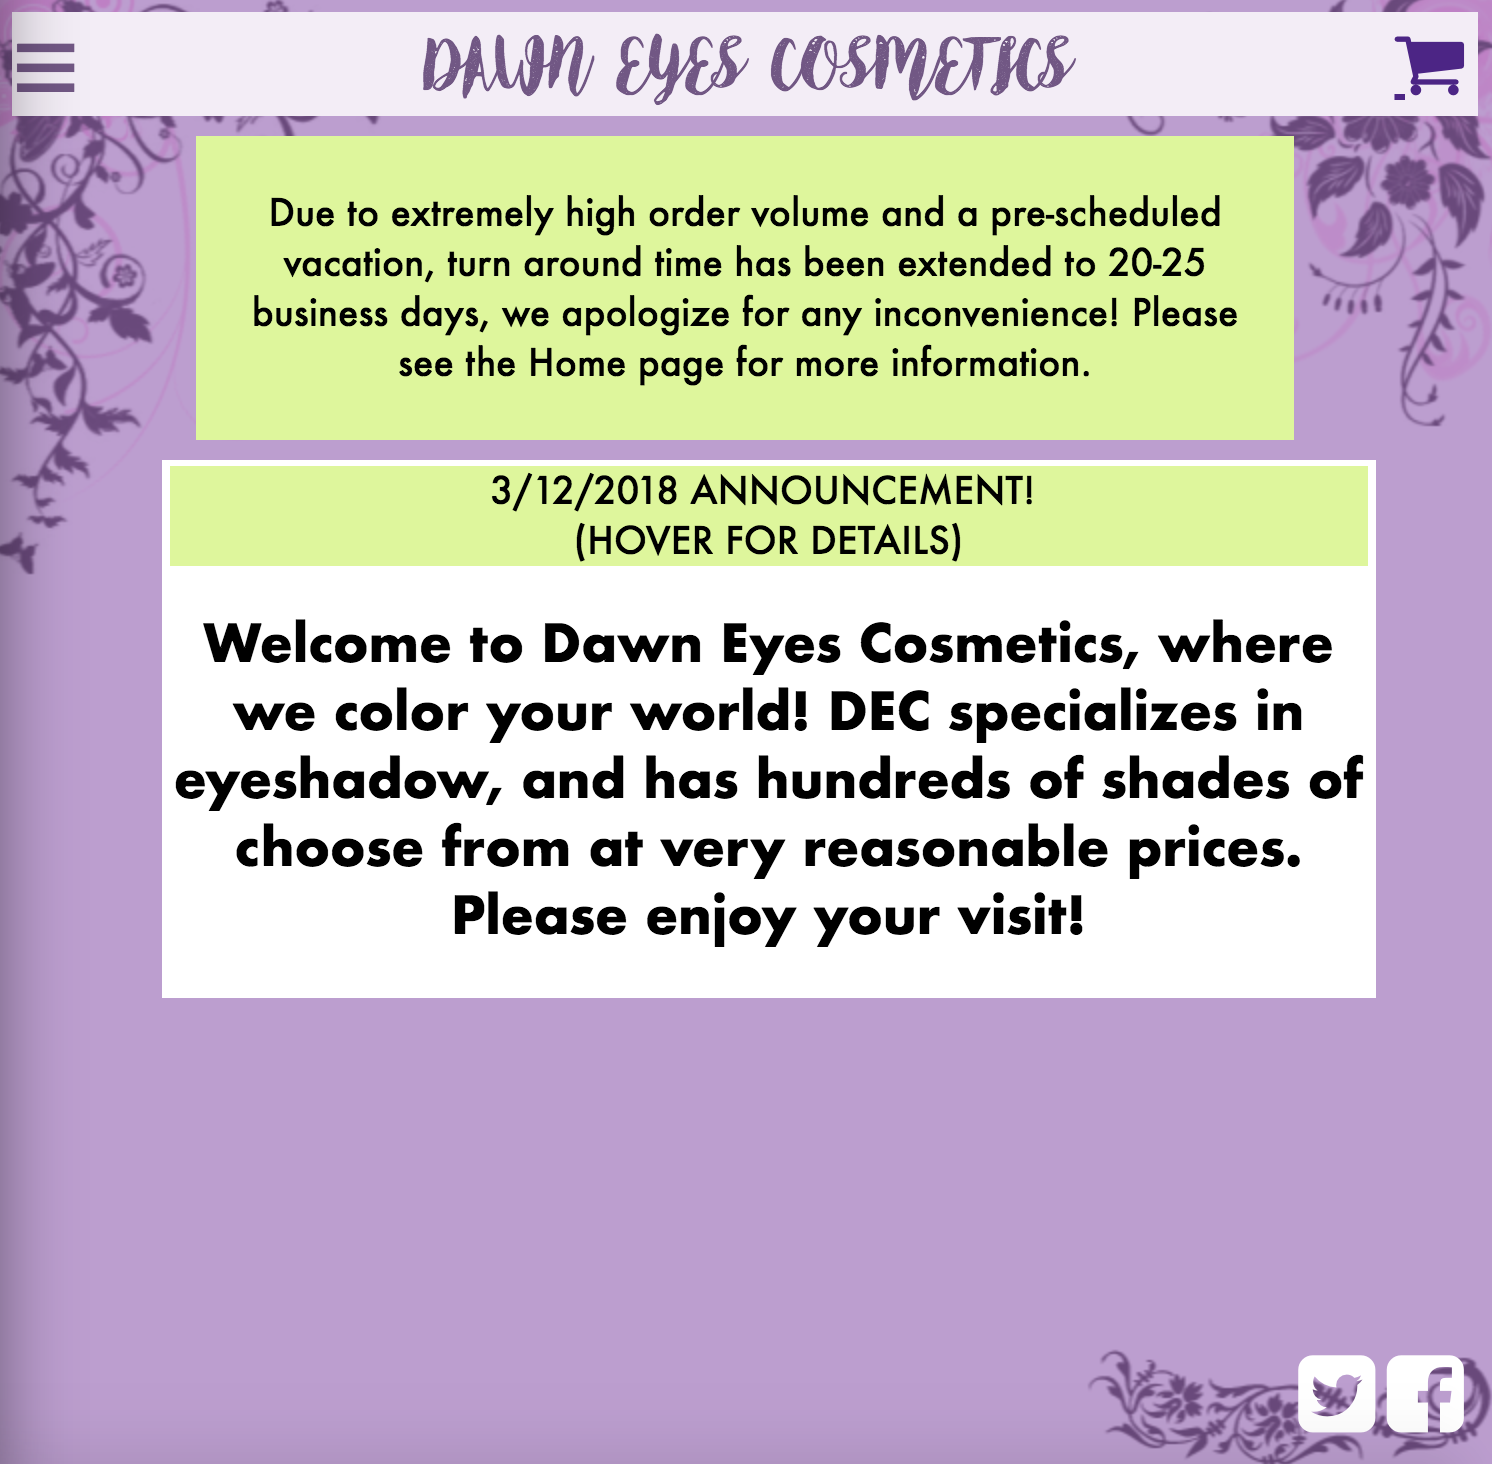 DAWN EYES COSMETICS
Due to extremely high order volume and a pre-scheduled
vacation, turn around time has been extended to 20-25
business days, we apologize for any inconvenience! Please
see the Home page for more information.
3/12/2018 ANNOUNCEMENT!
(HOVER FOR DETAILS)
Welcome to Dawn Eyes Cosmetics, where
we color your world! DEC specializes in
eyeshadow, and has hundreds of shades of
choose from at very reasonable prices.
Please enjoy your visit!